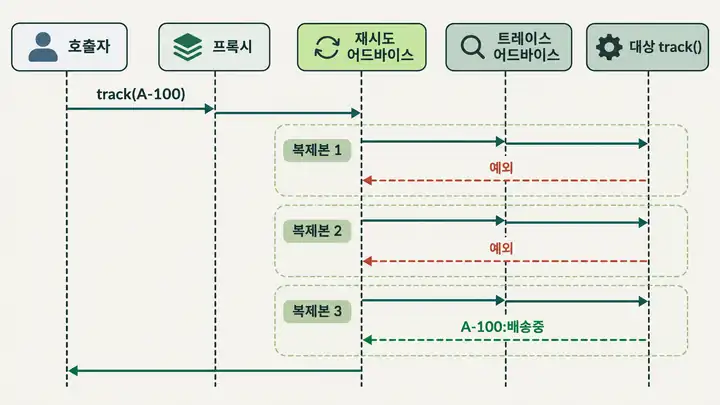 호출자
프록시
재시도
어드바이스
트레이스
어드바이스
대상 track()
track(A-100)
복제본 1
예외
복제본 2
예외
복제본 3
A-100:배송중